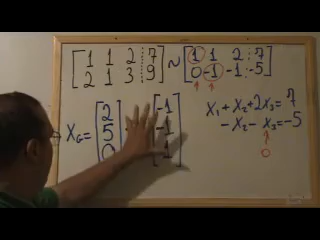 [1 1 2 ⋮ 7] ~ [1 1 2 ⋮ 7]
[2 1 3 ⋮ 9] [0 -1 -1 ⋮ -5]
X₁ + X₂ + 2X₃ = 7
- X₂ - X₃ = -5
0
X_G = [2 [-1
5 -1
0] 1]